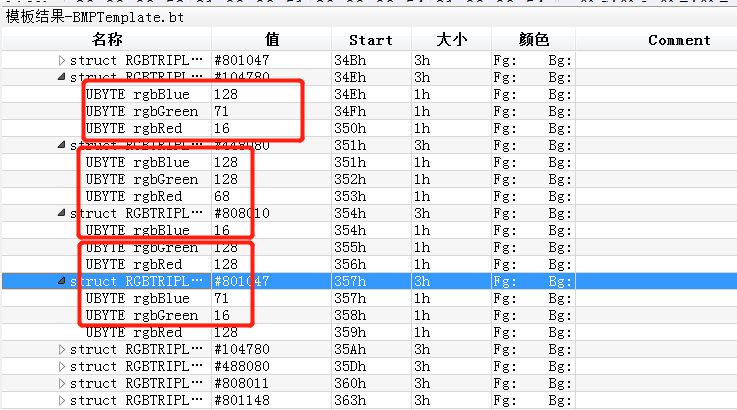 模板结果-BMPTemplate.bt
名称 值 Start 大小 颜色 Comment
struct RGBTRIPL… #801047 34Bh 3h Fg: Bg:
struct RGBTRIPL… #104780 34Eh 3h Fg: Bg:
UBYTE rgbBlue 128 34Eh 1h Fg: Bg:
UBYTE rgbGreen 71 34Fh 1h Fg: Bg:
UBYTE rgbRed 16 350h 1h Fg: Bg:
struct RGBTRIPL… #448080 351h 3h Fg: Bg:
UBYTE rgbBlue 128 351h 1h Fg: Bg:
UBYTE rgbGreen 128 352h 1h Fg: Bg:
UBYTE rgbRed 68 353h 1h Fg: Bg:
struct RGBTRIPL… #808010 354h 3h Fg: Bg:
UBYTE rgbBlue 16 354h 1h Fg: Bg:
UBYTE rgbGreen 128 355h 1h Fg: Bg:
UBYTE rgbRed 128 356h 1h Fg: Bg:
struct RGBTRIPL… #801047 357h 3h Fg: Bg:
UBYTE rgbBlue 71 357h 1h Fg: Bg:
UBYTE rgbGreen 16 358h 1h Fg: Bg:
UBYTE rgbRed 128 359h 1h Fg: Bg:
struct RGBTRIPL… #104780 35Ah 3h Fg: Bg:
struct RGBTRIPL… #488080 35Dh 3h Fg: Bg:
struct RGBTRIPL… #808011 360h 3h Fg: Bg:
struct RGBTRIPL… #801148 363h 3h Fg: Bg: